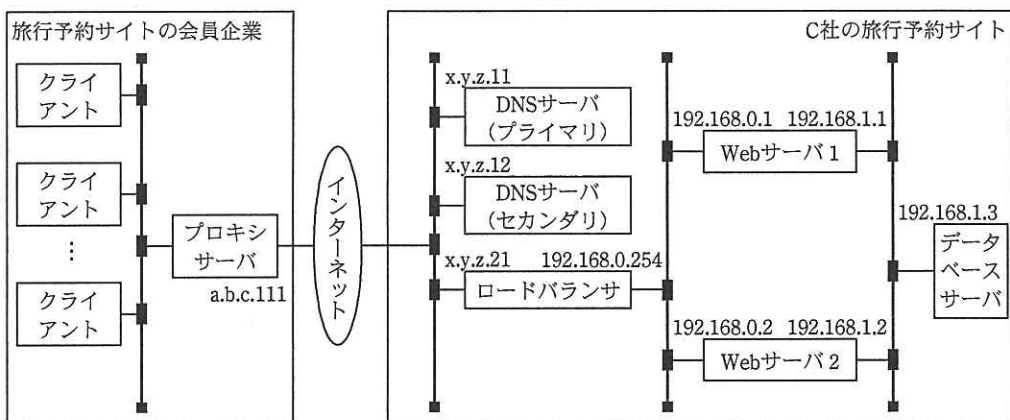 旅行予約サイトの会員企業
クライ
アント
クライ
アント
⋮
クライ
アント
プロキシ
サーバ
a.b.c.111
インターネット
C社の旅行予約サイト
x.y.z.11
DNSサーバ
(プライマリ)
x.y.z.12
DNSサーバ
(セカンダリ)
x.y.z.21 192.168.0.254
ロードバランサ
192.168.0.1 192.168.1.1
Webサーバ1
192.168.0.2 192.168.1.2
Webサーバ2
192.168.1.3
データ
ベース
サーバ